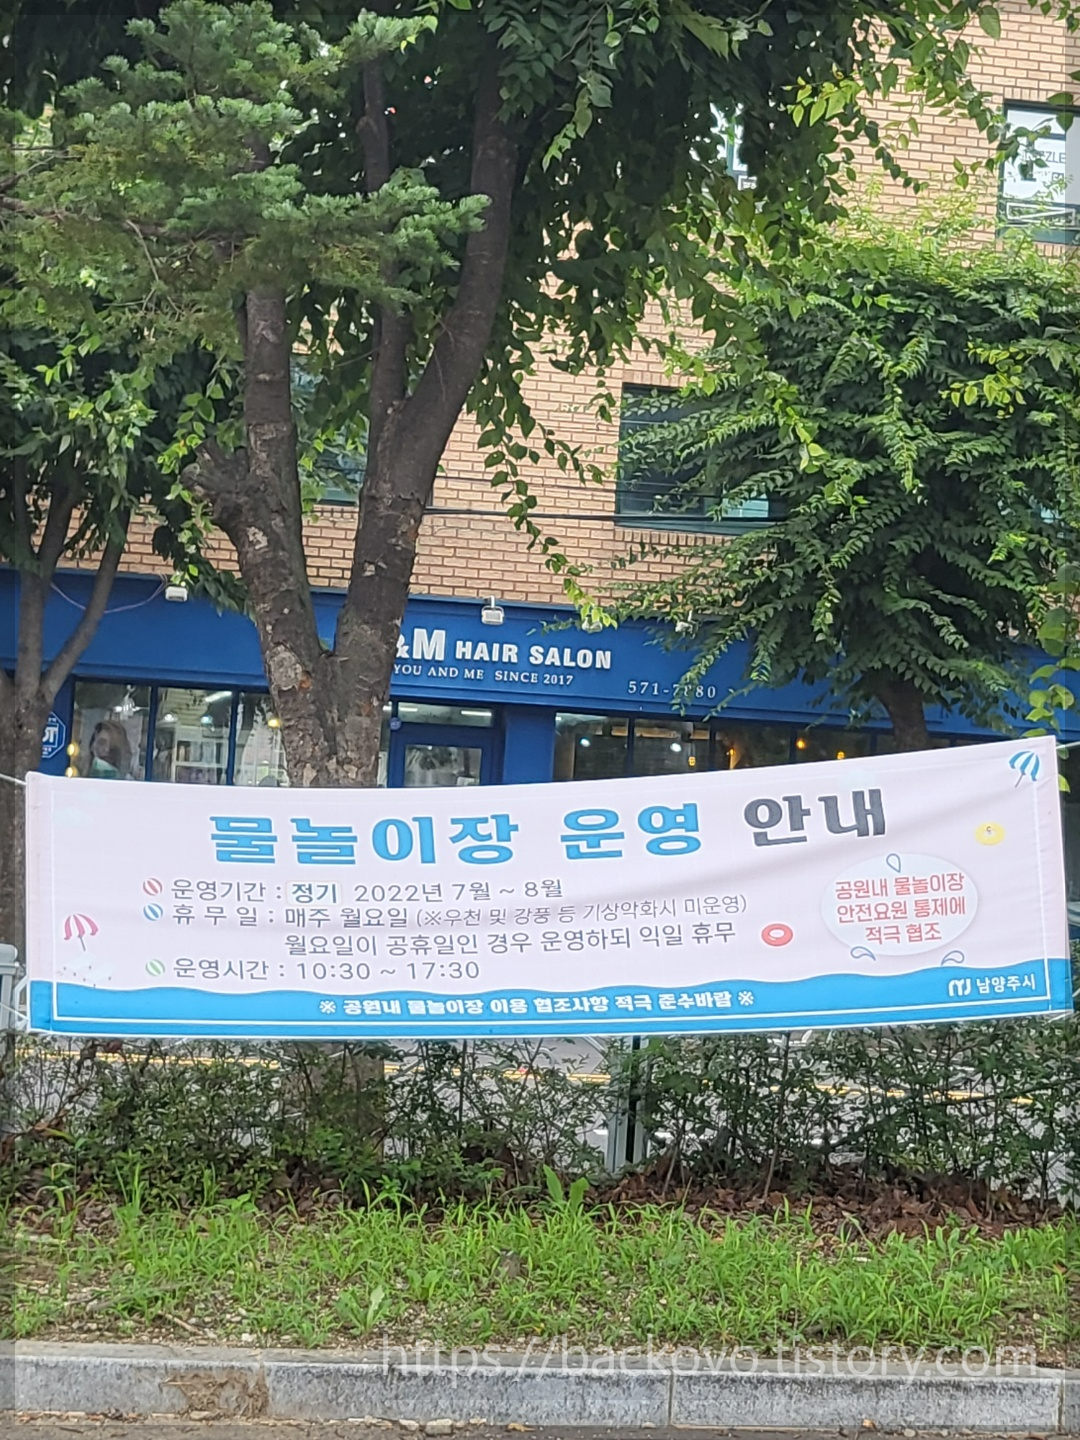 &M HAIR SALON
YOU AND ME SINCE 2017
물놀이장 운영 안내
운영기간 : 정기 2022년 7월 ~ 8월
휴 무 일 : 매주 월요일 (※우천 및 강풍 등 기상악화시 미운영)
월요일이 공휴일인 경우 운영하되 익일 휴무
운영시간 : 10:30 ~ 17:30
공원내 물놀이장
안전요원 통제에
적극 협조
※ 공원내 물놀이장 이용 협조사항 적극 준수바람 ※
남양주시
https://backovo.tistory.com